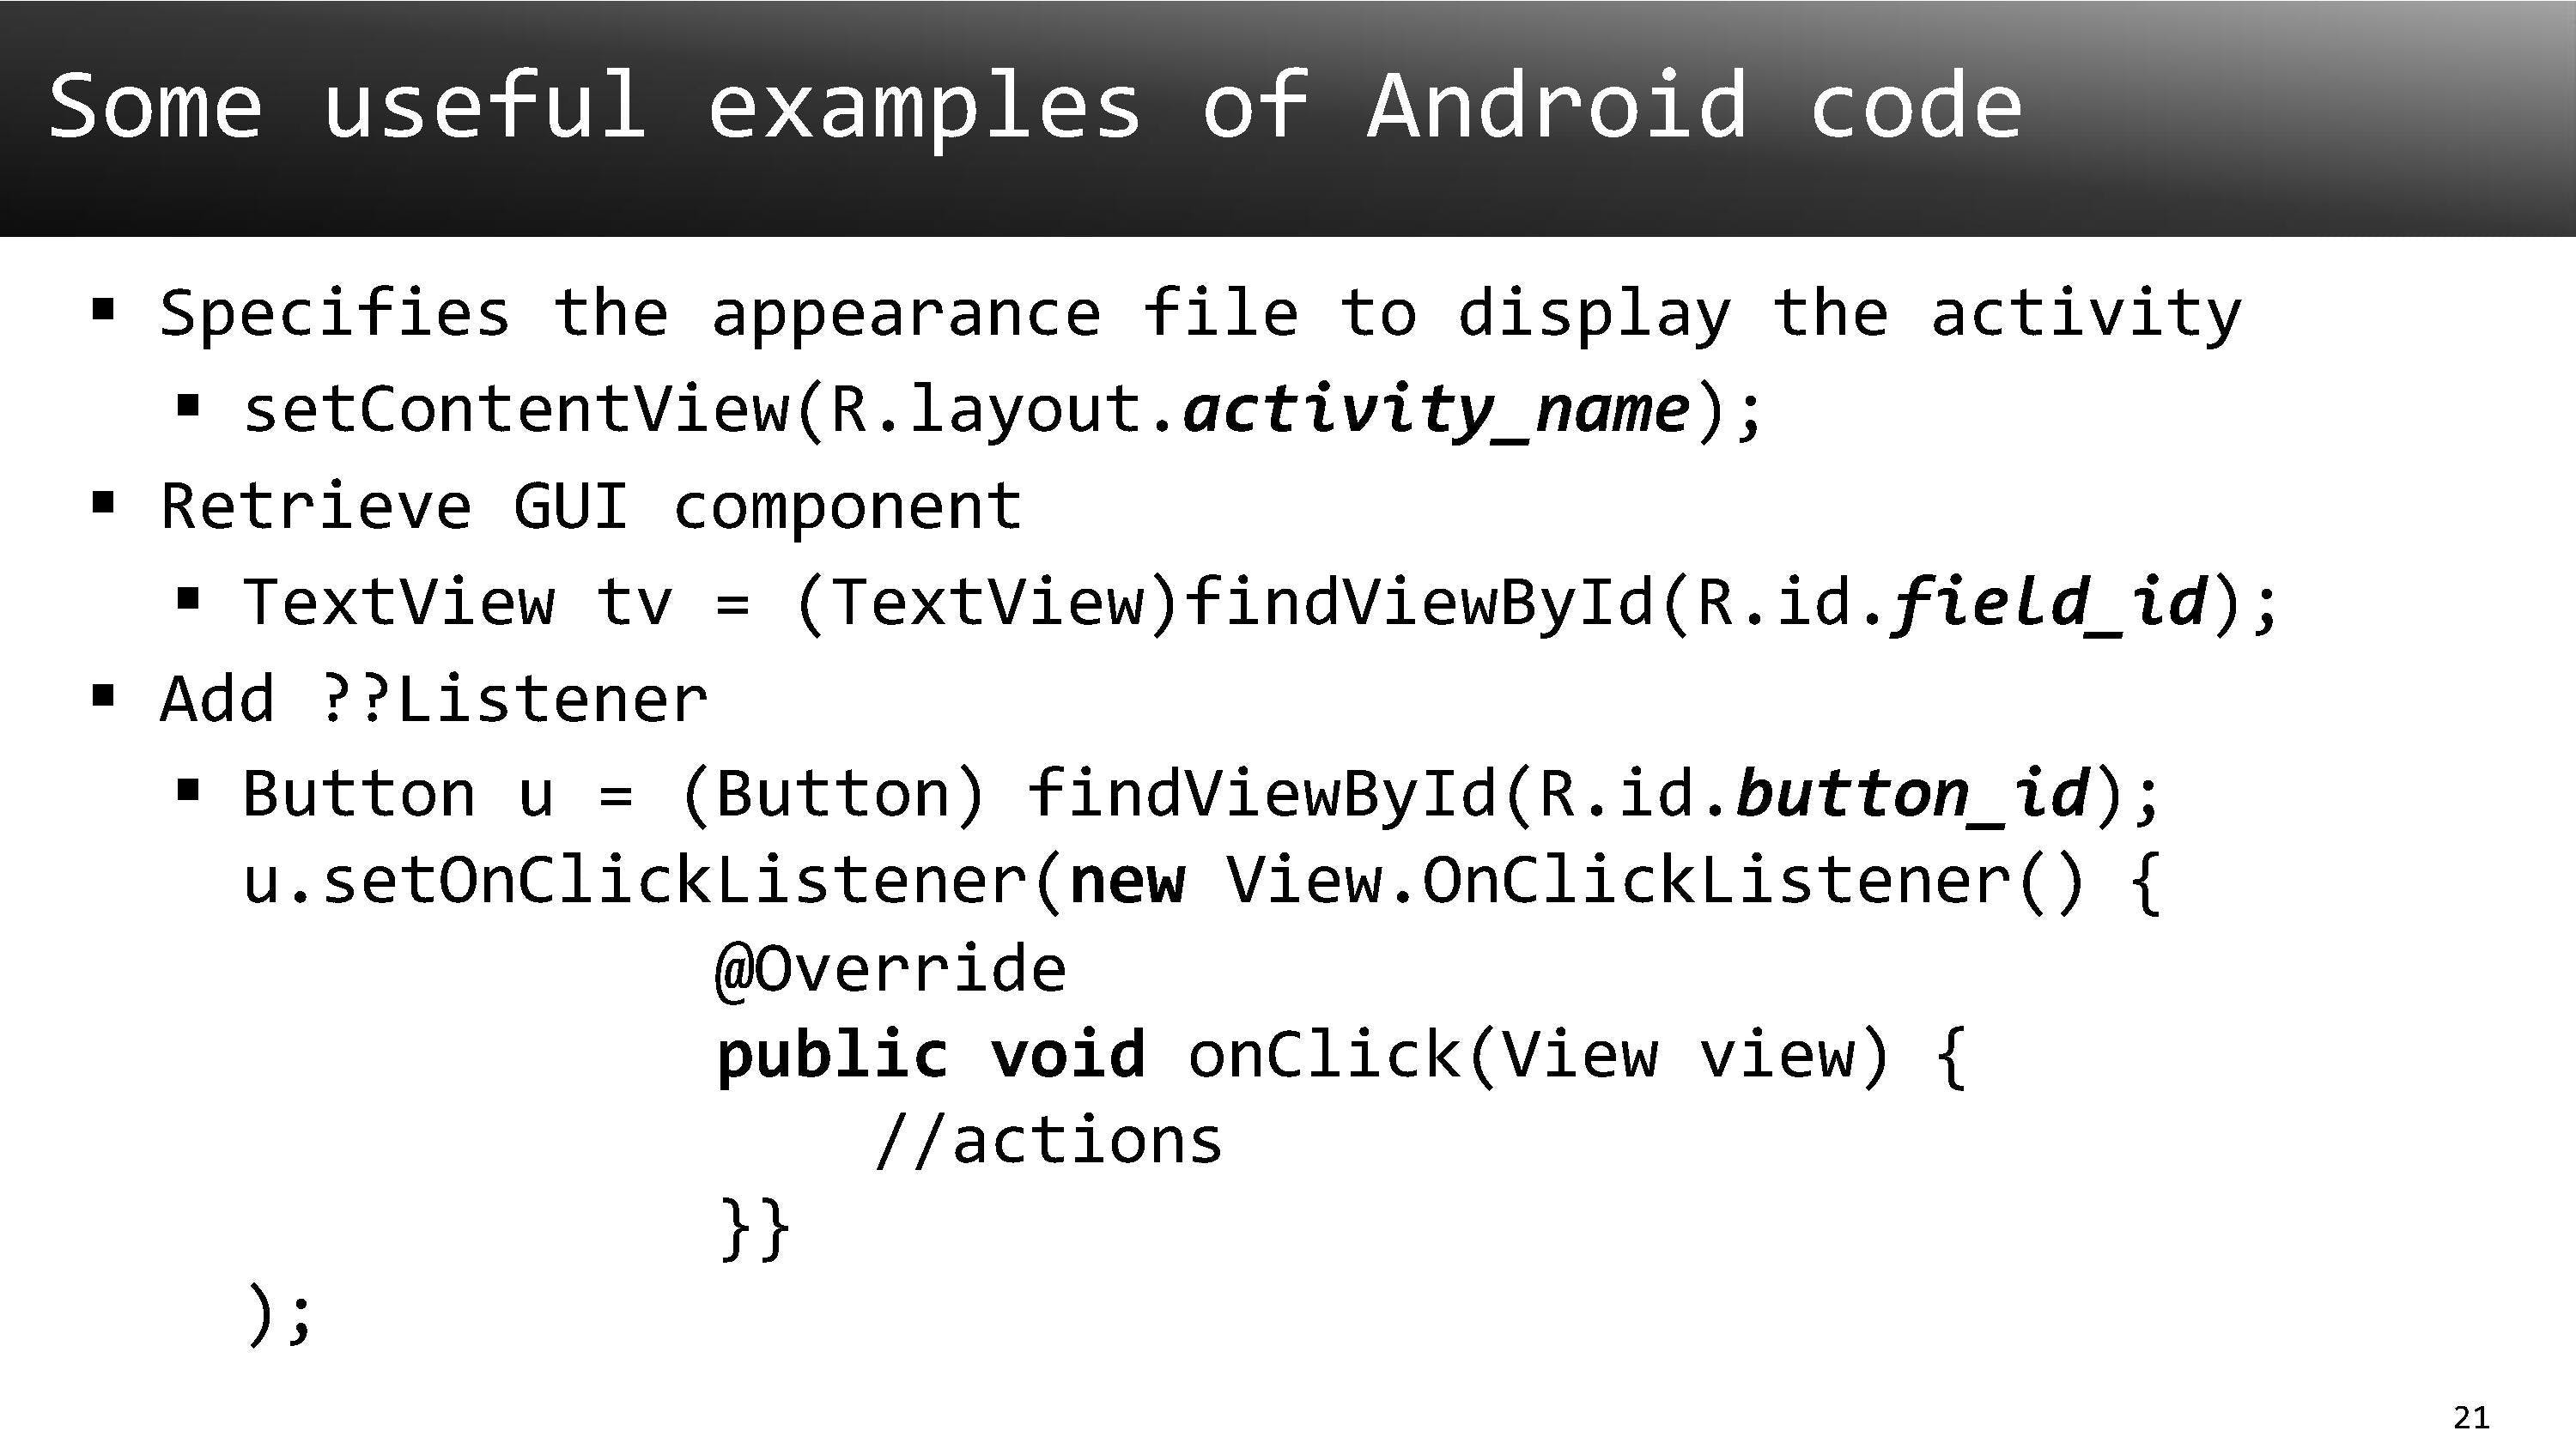 Some useful examples of Android code
▪ Specifies the appearance file to display the activity
▪ setContentView(R.layout.activity_name);
▪ Retrieve GUI component
▪ TextView tv = (TextView)findViewById(R.id.field_id);
▪ Add ??Listener
▪ Button u = (Button) findViewById(R.id.button_id);
u.setOnClickListener(new View.OnClickListener() {
@Override
public void onClick(View view) {
//actions
}}
);
21